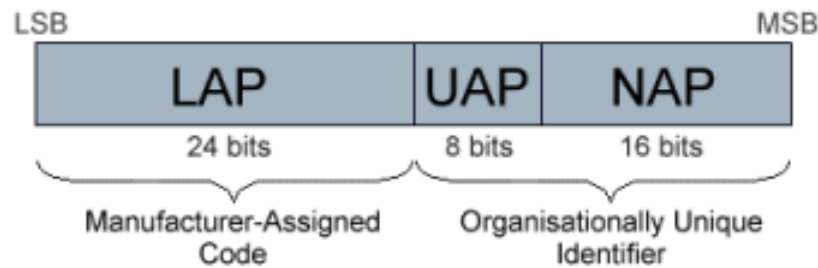 LSB MSB
LAP UAP NAP
24 bits 8 bits 16 bits
Manufacturer-Assigned
Code
Organisationally Unique
Identifier